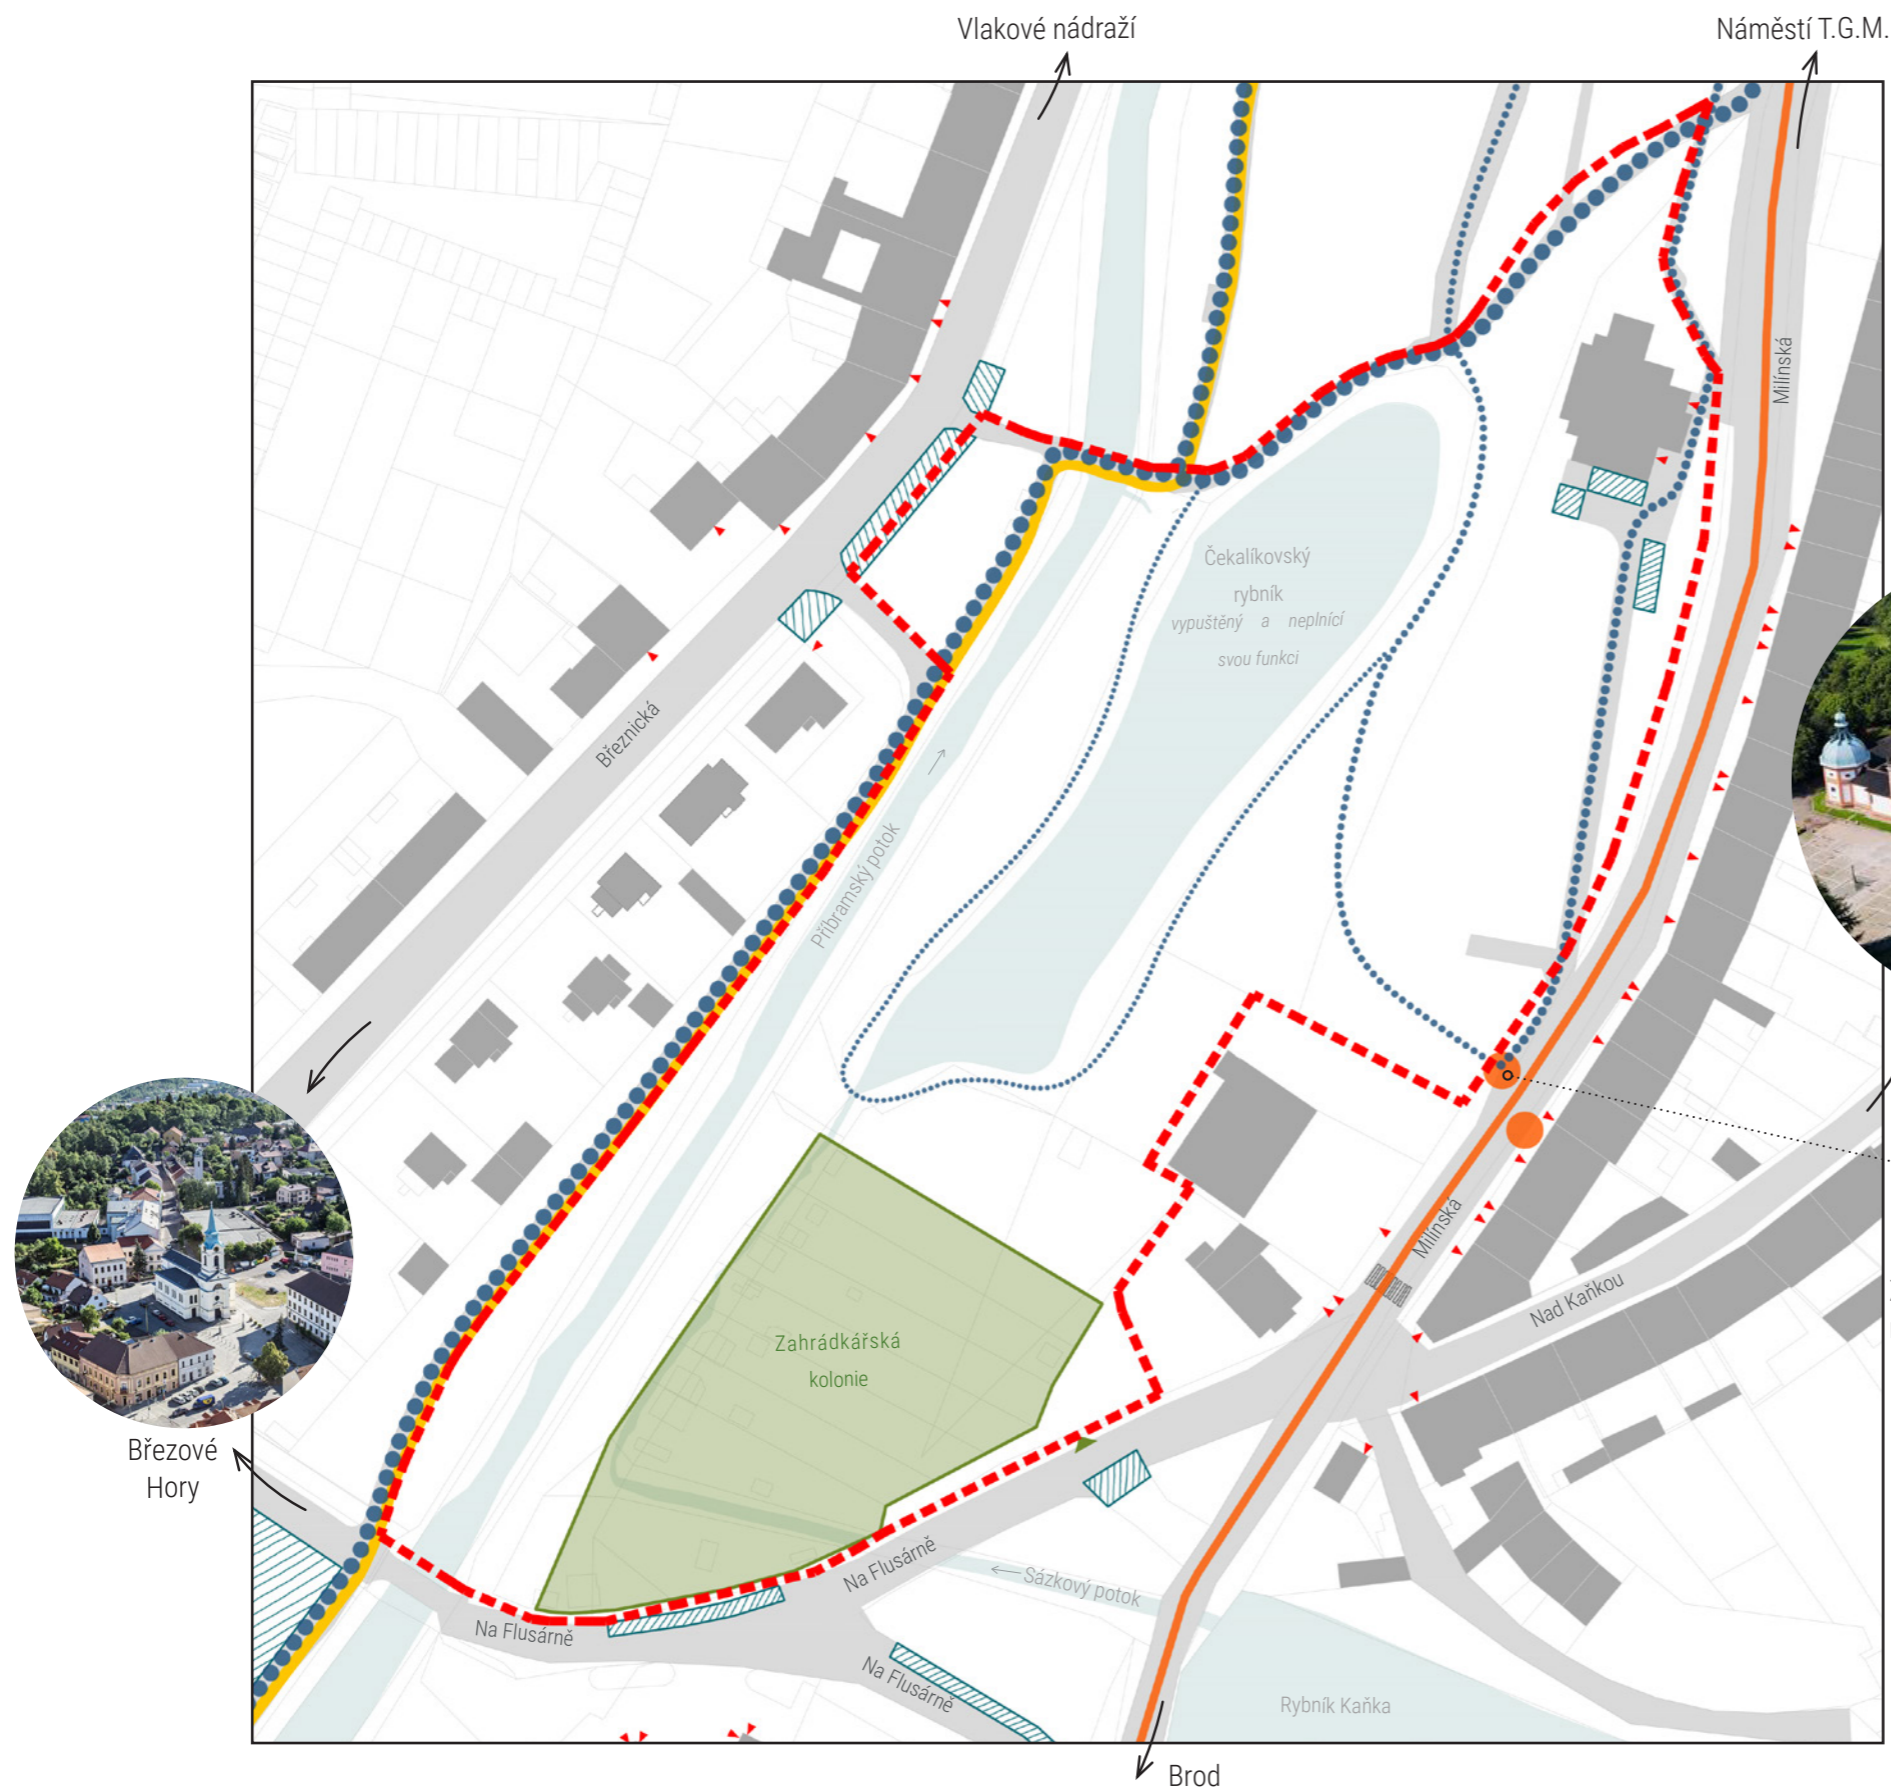 Vlakové nádraží
Náměstí T.G.M.
Milínská
Čekalíkovský
rybník
vypuštěný a neplnící
svou funkci
Březnická
Příbramský potok
Milínská
Nad Kaňkou
Zahrádkářská
kolonie
Březové
Hory
Na Flusárně
Sázkový potok
Na Flusárně
Na Flusárně
Rybník Kaňka
Brod